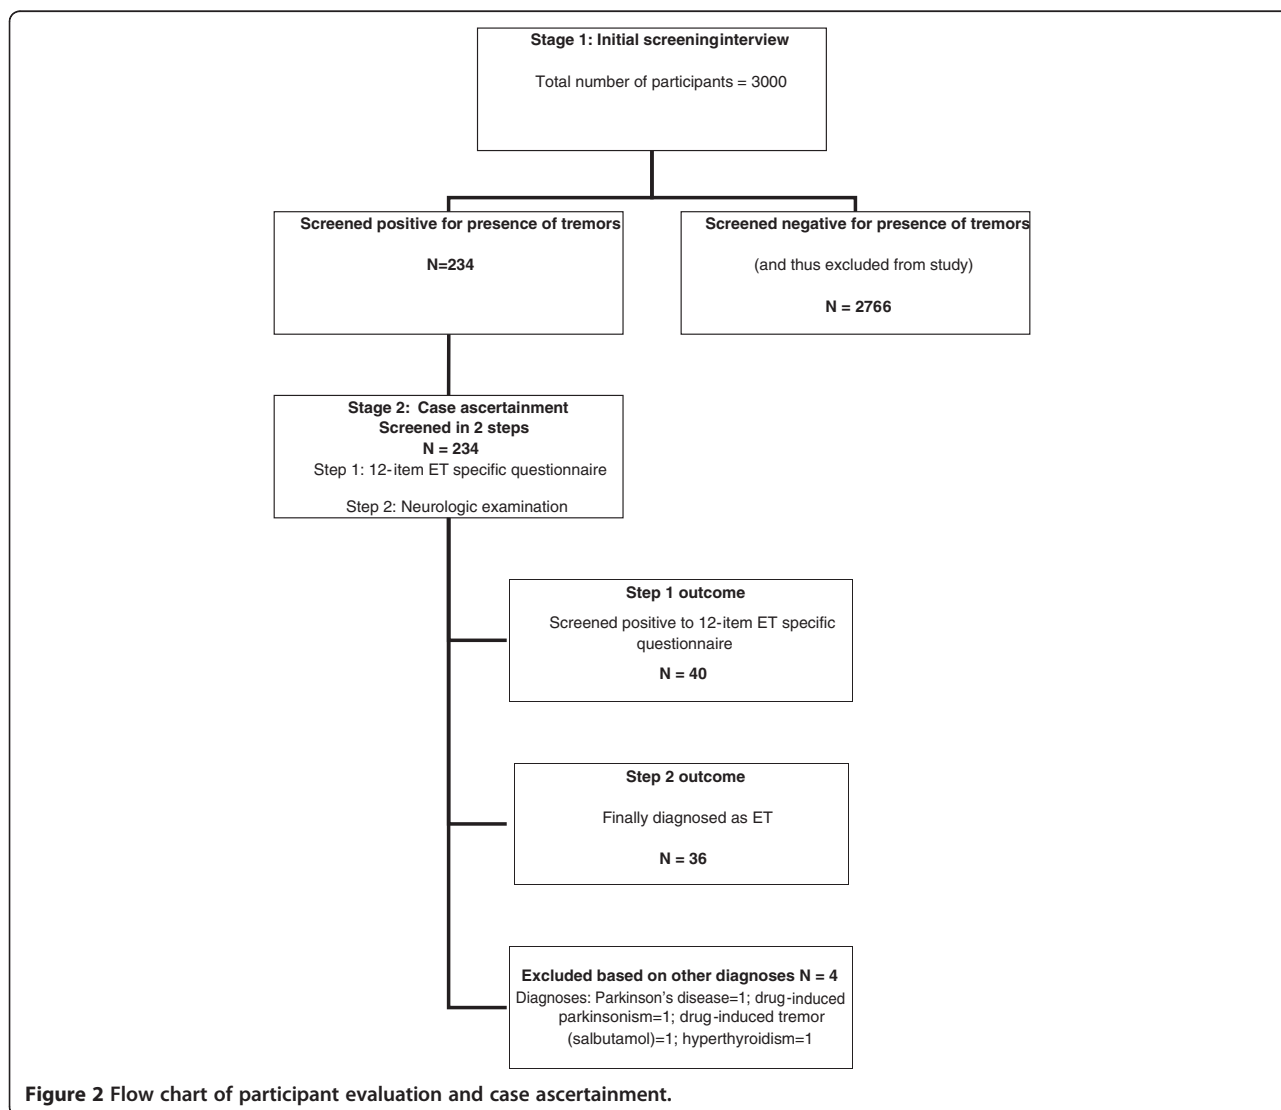 Stage 1: Initial screeninginterview
Total number of participants = 3000
Screened positive for presence of tremors
N=234
Screened negative for presence of tremors
(and thus excluded from study)
N = 2766
Stage 2: Case ascertainment
Screened in 2 steps
N = 234
Step 1: 12-item ET specific questionnaire
Step 2: Neurologic examination
Step 1 outcome
Screened positive to 12-item ET specific
questionnaire
N = 40
Step 2 outcome
Finally diagnosed as ET
N = 36
Excluded based on other diagnoses N = 4
Diagnoses: Parkinson's disease=1; drug-induced
parkinsonism=1; drug-induced tremor
(salbutamol)=1; hyperthyroidism=1
Figure 2 Flow chart of participant evaluation and case ascertainment.